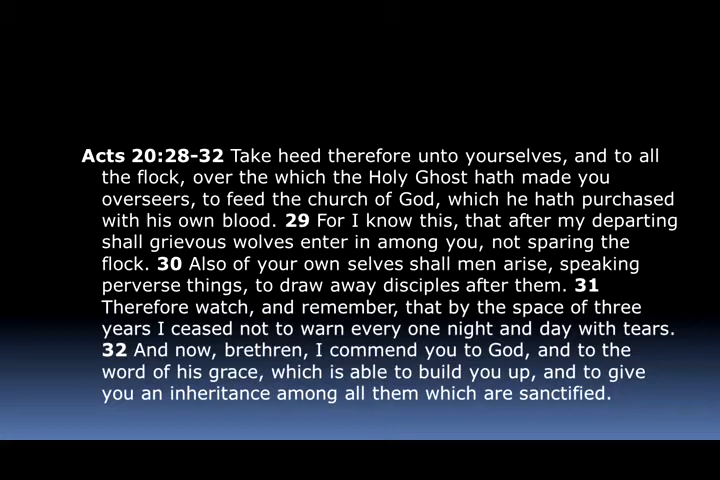 Acts 20:28-32 Take heed therefore unto yourselves, and to all
the flock, over the which the Holy Ghost hath made you
overseers, to feed the church of God, which he hath purchased
with his own blood. 29 For I know this, that after my departing
shall grievous wolves enter in among you, not sparing the
flock. 30 Also of your own selves shall men arise, speaking
perverse things, to draw away disciples after them. 31
Therefore watch, and remember, that by the space of three
years I ceased not to warn every one night and day with tears.
32 And now, brethren, I commend you to God, and to the
word of his grace, which is able to build you up, and to give
you an inheritance among all them which are sanctified.